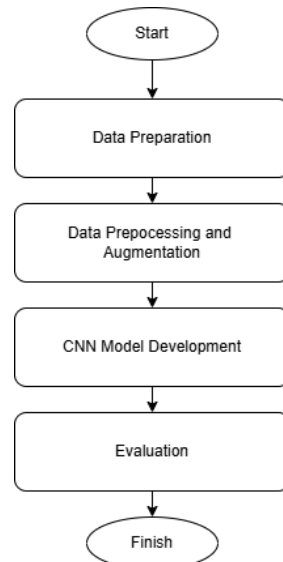 Start
Data Preparation
Data Prepocessing and
Augmentation
CNN Model Development
Evaluation
Finish